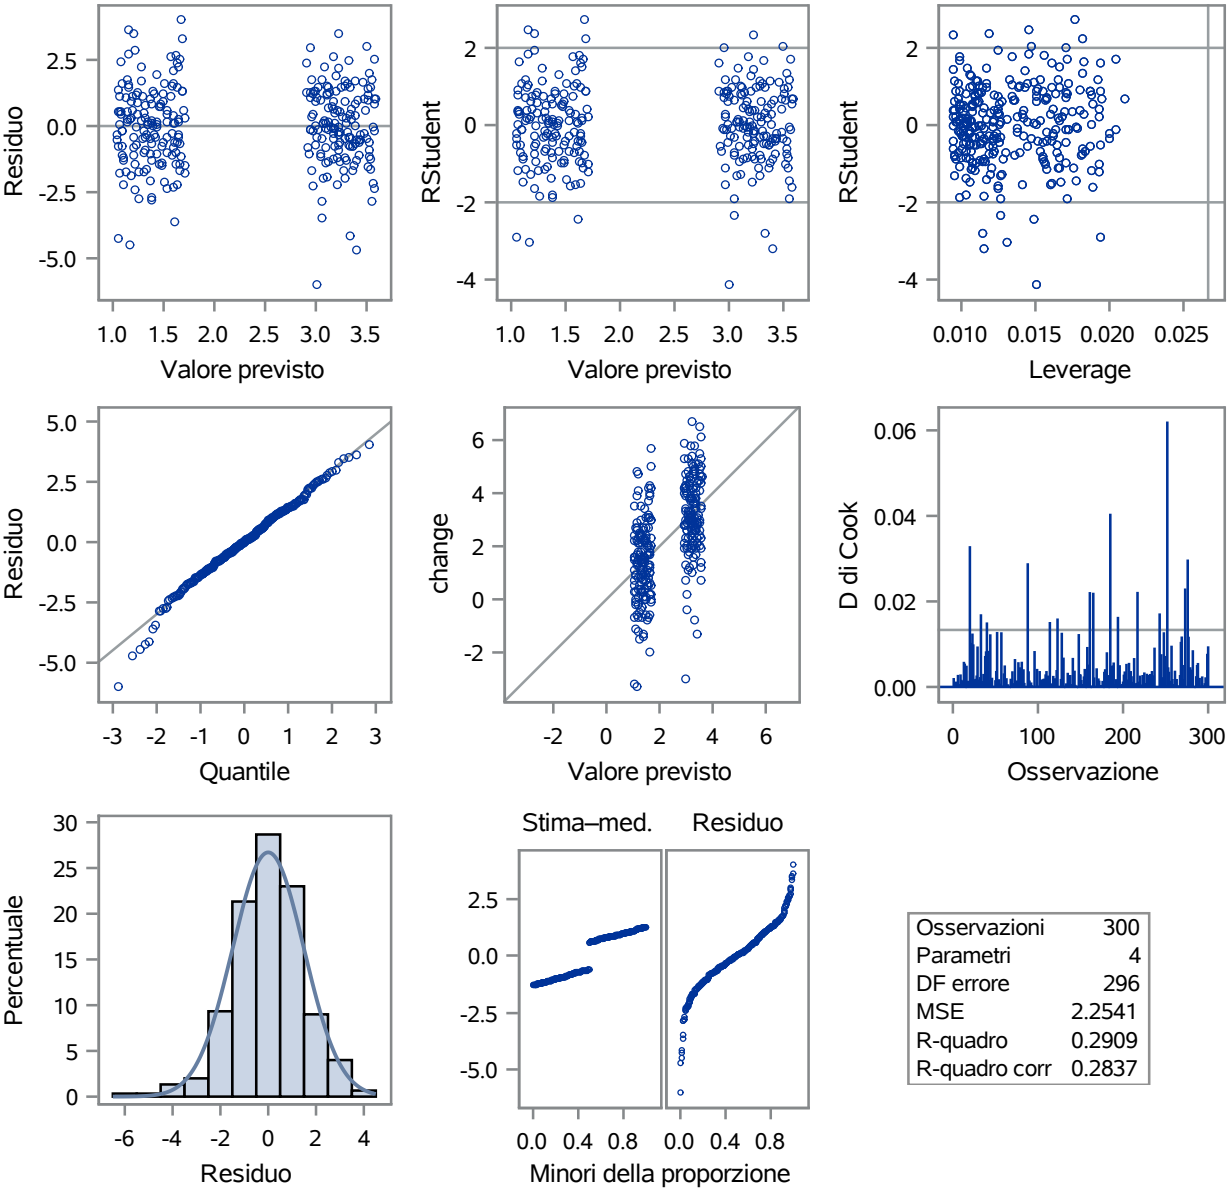 2.5
0.0
-2.5
-5.0
Residuo
1.0 1.5 2.0 2.5 3.0 3.5
Valore previsto
2
0
-2
-4
RStudent
1.0 1.5 2.0 2.5 3.0 3.5
Valore previsto
2
0
-2
-4
RStudent
0.010 0.015 0.020 0.025
Leverage
5.0
2.5
0.0
-2.5
-5.0
Residuo
-3 -2 -1 0 1 2 3
Quantile
6
4
2
0
-2
change
-2 0 2 4 6
Valore previsto
0.06
0.04
0.02
0.00
D di Cook
0 100 200 300
Osservazione
30
25
20
15
10
5
0
Percentuale
-6 -4 -2 0 2 4
Residuo
Stima–med. Residuo
2.5
0.0
-2.5
-5.0
0.0 0.4 0.8 0.0 0.4 0.8
Minori della proporzione
Osservazioni 300
Parametri 4
DF errore 296
MSE 2.2541
R-quadro 0.2909
R-quadro corr 0.2837